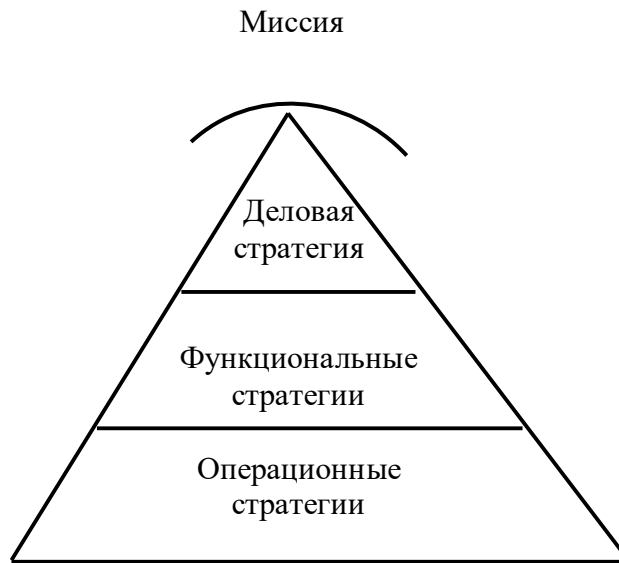 Миссия
Деловая
стратегия
Функциональные
стратегии
Операционные
стратегии